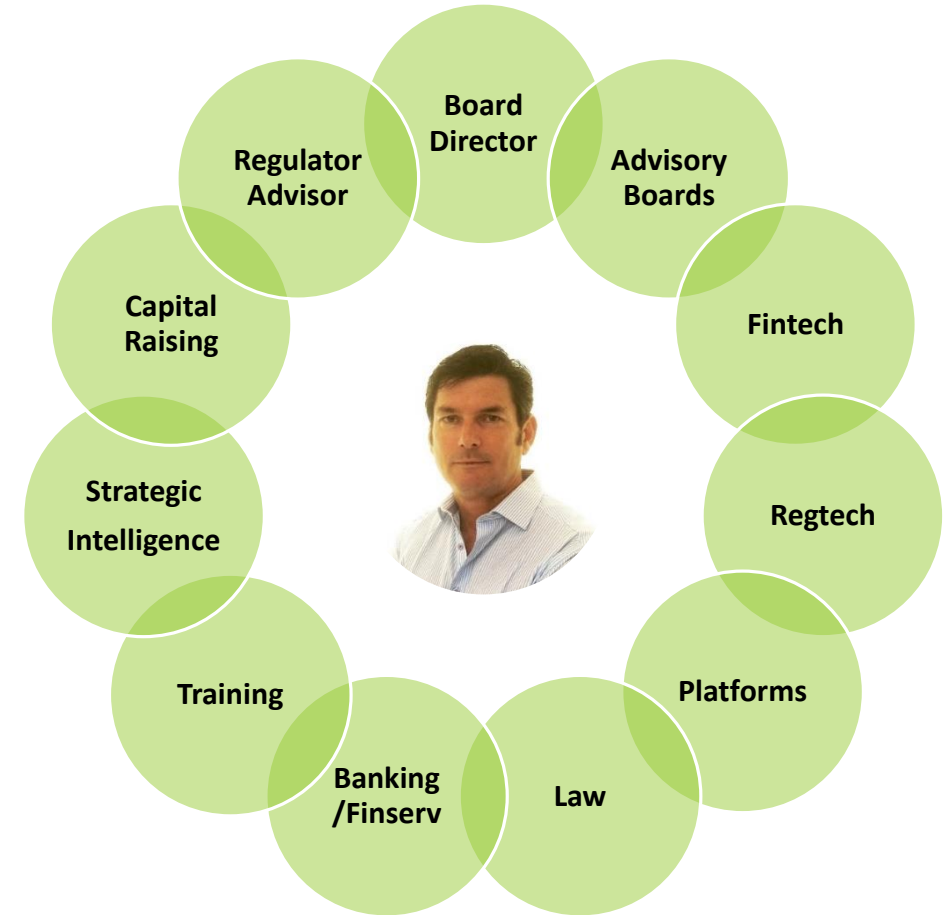 Board
Director
Advisory
Boards
Fintech
Regtech
Platforms
Law
Banking
/Finserv
Training
Strategic
Intelligence
Capital
Raising
Regulator
Advisor